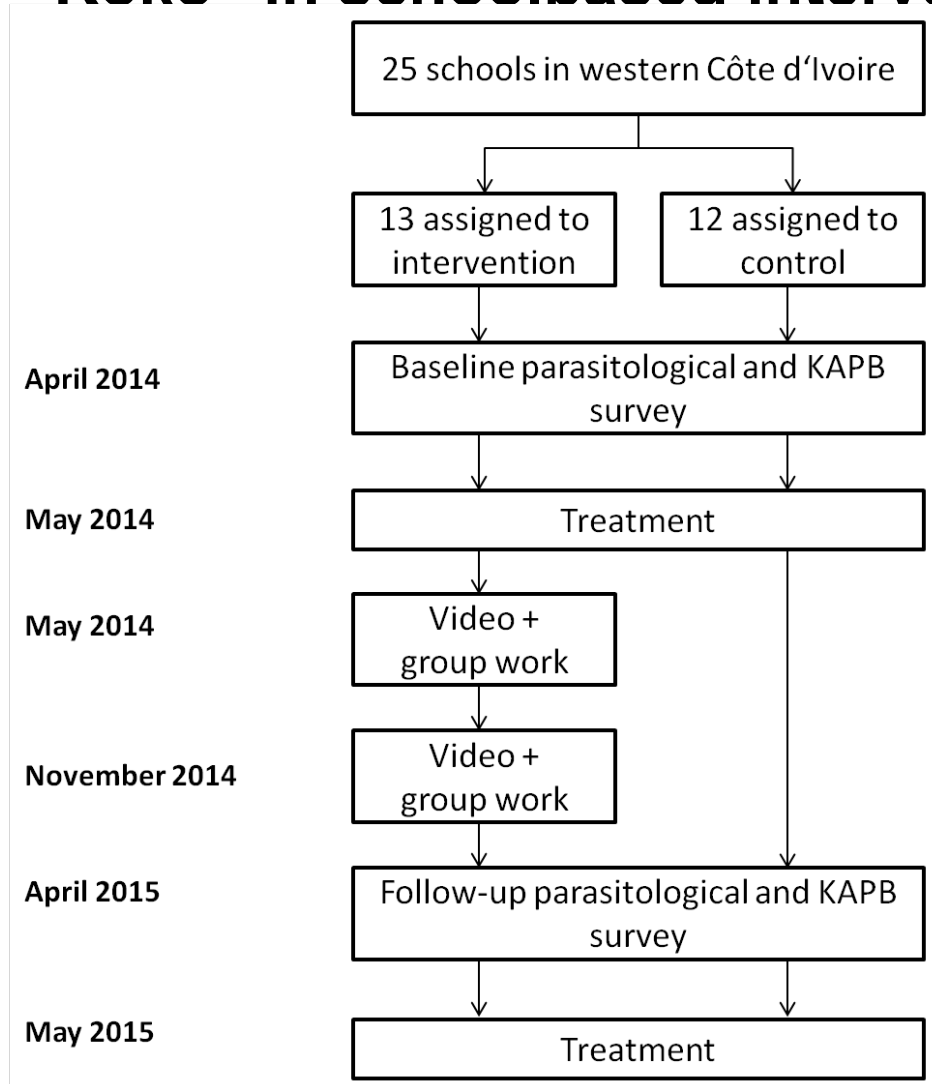 25 schools in western Côte d‘Ivoire
13 assigned to
intervention
12 assigned to
control
April 2014
Baseline parasitological and KAPB
survey
May 2014
Treatment
May 2014
Video +
group work
November 2014
Video +
group work
April 2015
Follow-up parasitological and KAPB
survey
May 2015
Treatment